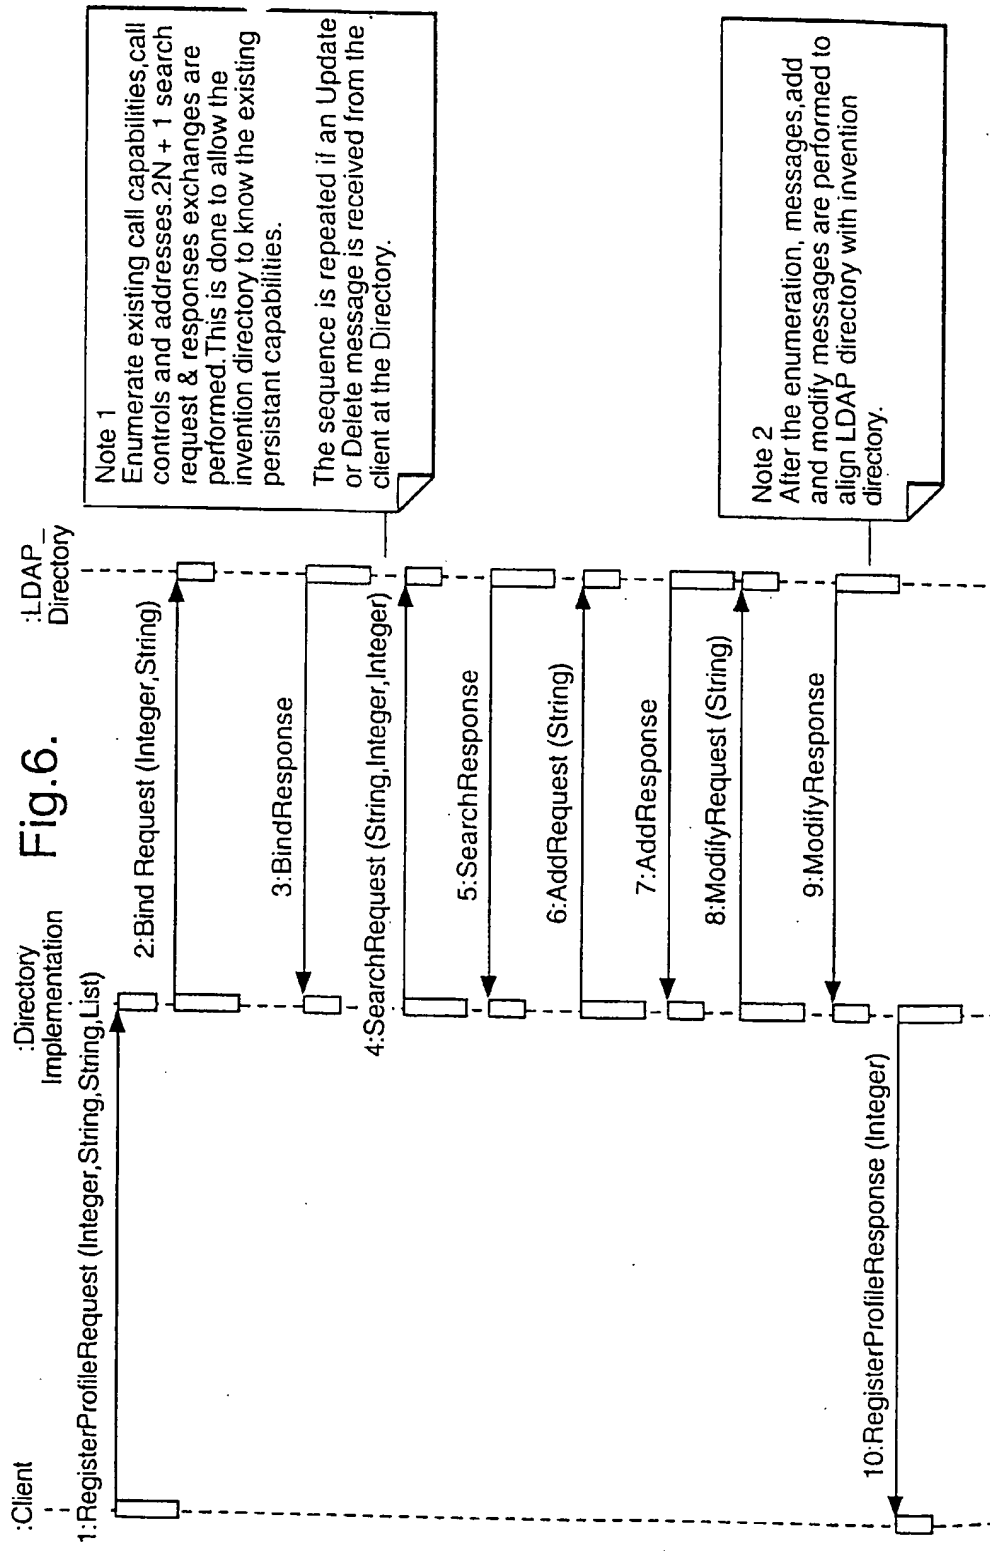 Fig.6.
:Client
:Directory
Implementation
:LDAP_
Directory
1:RegisterProfileRequest (Integer,String,String,List)
2:Bind Request (Integer,String)
3:BindResponse
4:SearchRequest (String,Integer,Integer)
5:SearchResponse
6:AddRequest (String)
7:AddResponse
8:ModifyRequest (String)
9:ModifyResponse
10:RegisterProfileResponse (Integer)
Note 1
Enumerate existing call capabilities,call
controls and addresses.2N + 1 search
request & responses exchanges are
performed.This is done to allow the
invention directory to know the existing
persistant capabilities.
The sequence is repeated if an Update
or Delete message is received from the
client at the Directory.
Note 2
After the enumeration, messages,add
and modify messages are performed to
align LDAP directory with invention
directory.